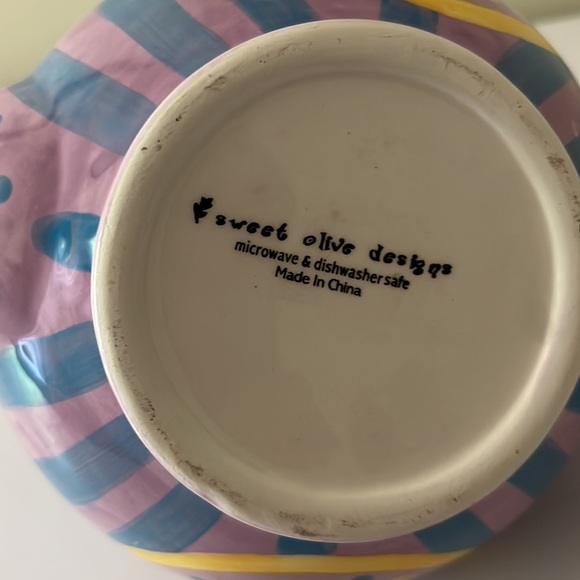 sweet olive designs
microwave & dishwasher safe
Made In China